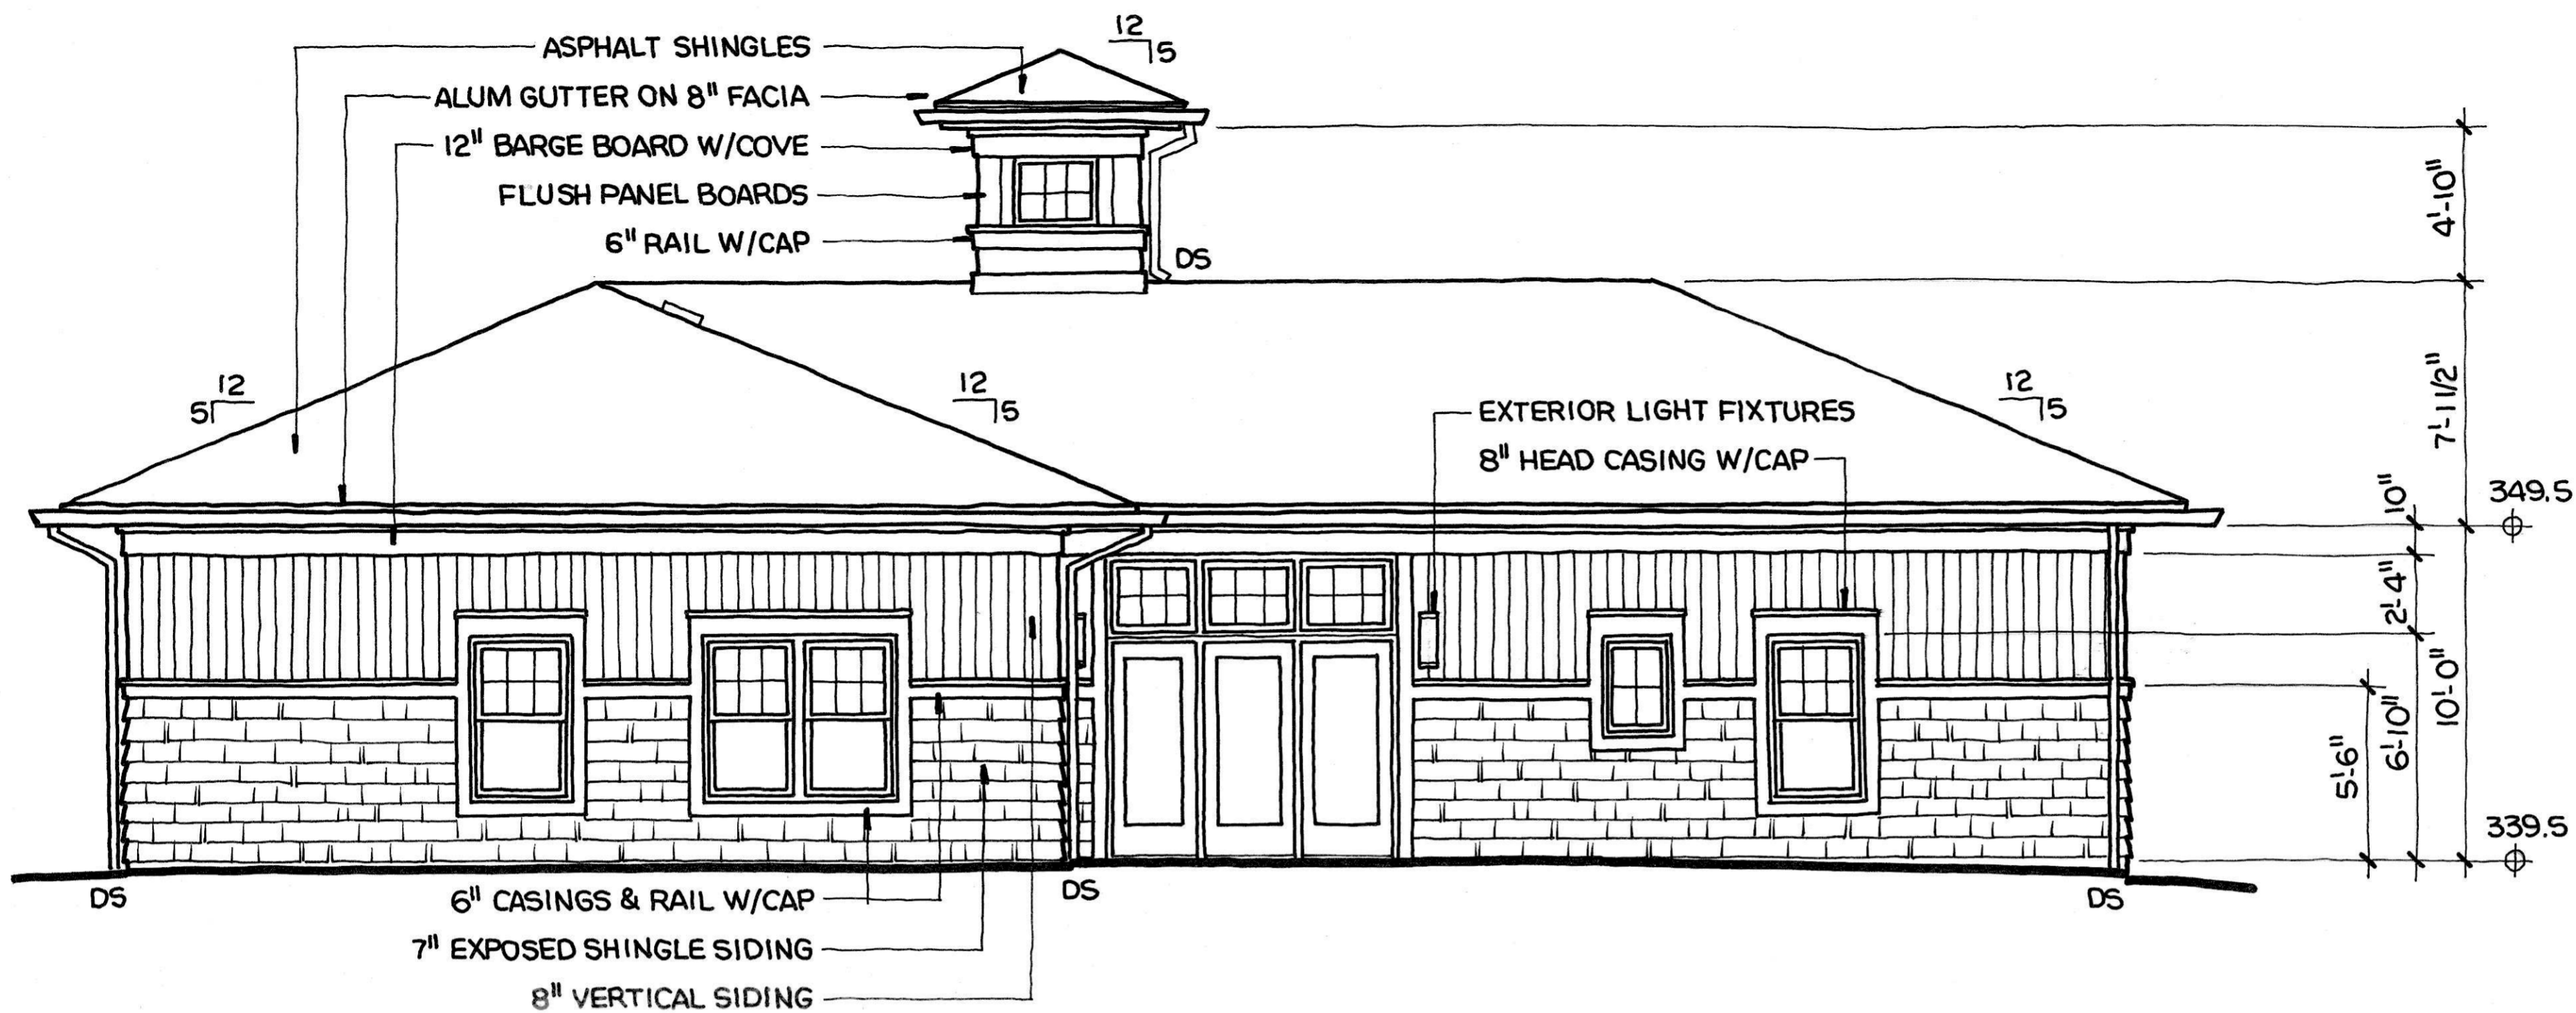 12
5
ASPHALT SHINGLES
ALUM GUTTER ON 8" FACIA
12" BARGE BOARD W/COVE
FLUSH PANEL BOARDS
6" RAIL W/CAP
DS
4'-10"
7'-1 1/2"
12
5
12
5
12
5
EXTERIOR LIGHT FIXTURES
8" HEAD CASING W/CAP
349.5
10"
2'-4"
10'-0"
6'-10"
5'-6"
339.5
DS
DS
DS
6" CASINGS & RAIL W/CAP
7" EXPOSED SHINGLE SIDING
8" VERTICAL SIDING